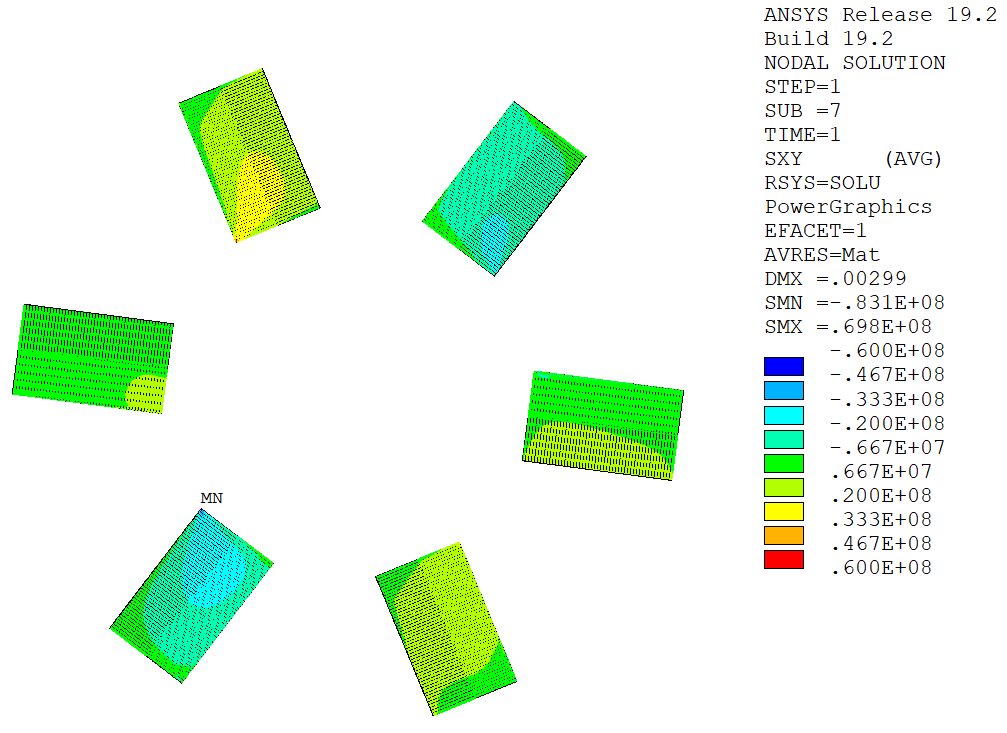 ANSYS Release 19.2
Build 19.2
NODAL SOLUTION
STEP=1
SUB =7
TIME=1
SXY (AVG)
RSYS=SOLU
PowerGraphics
EFACET=1
AVRES=Mat
DMX =.00299
SMN =-.831E+08
SMX =.698E+08
-.600E+08
-.467E+08
-.333E+08
-.200E+08
-.667E+07
.667E+07
.200E+08
.333E+08
.467E+08
.600E+08
MN